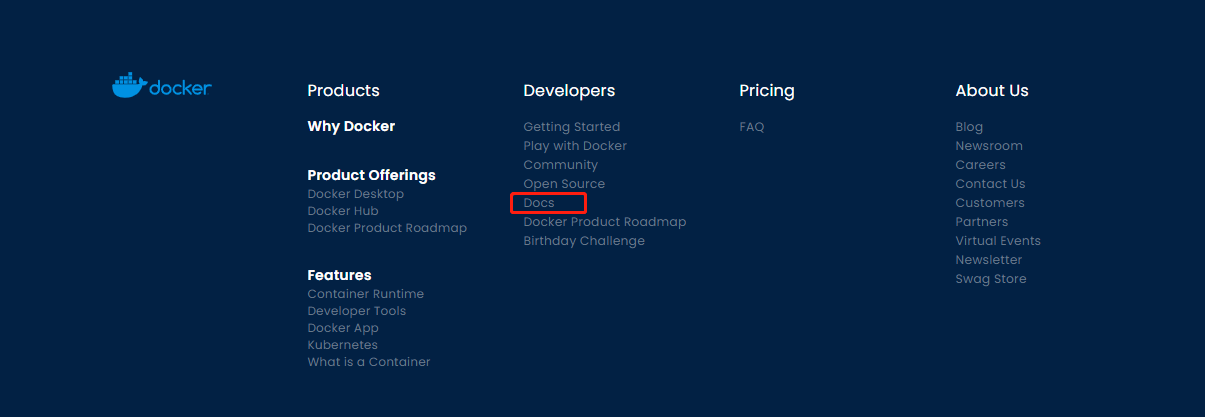 docker
Products
Why Docker
Product Offerings
Docker Desktop
Docker Hub
Docker Product Roadmap
Features
Container Runtime
Developer Tools
Docker App
Kubernetes
What is a Container
Developers
Getting Started
Play with Docker
Community
Open Source
Docs
Docker Product Roadmap
Birthday Challenge
Pricing
FAQ
About Us
Blog
Newsroom
Careers
Contact Us
Customers
Partners
Virtual Events
Newsletter
Swag Store